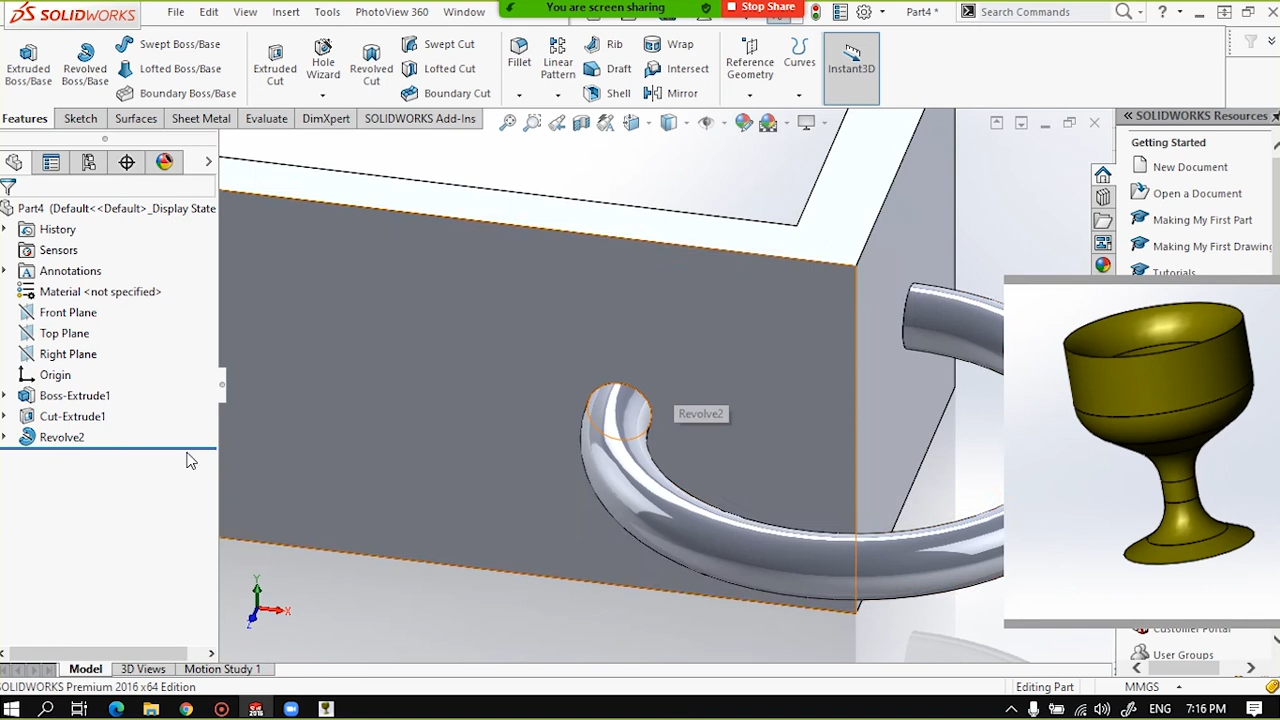 SOLIDWORKS File Edit View Insert Tools PhotoView 360 Window You are screen sharing Stop Share Part4 * Search Commands
Extruded Boss/Base
Revolved Boss/Base
Swept Boss/Base
Lofted Boss/Base
Boundary Boss/Base
Extruded Cut
Hole Wizard
Revolved Cut
Swept Cut
Lofted Cut
Boundary Cut
Fillet
Linear Pattern
Rib
Draft
Shell
Wrap
Intersect
Mirror
Reference Geometry
Curves
Instant3D
Features Sketch Surfaces Sheet Metal Evaluate DimXpert SOLIDWORKS Add-Ins
SOLIDWORKS Resources
Getting Started
New Document
Open a Document
Making My First Part
Making My First Drawing
Tutorials
Part4 (Default<<Default>_Display State
History
Sensors
Annotations
Material <not specified>
Front Plane
Top Plane
Right Plane
Origin
Boss-Extrude1
Cut-Extrude1
Revolve2
Revolve2
Y
X
Z
Customer Portal
User Groups
Model 3D Views Motion Study 1
SOLIDWORKS Premium 2016 x64 Edition Editing Part MMGS
2016
ENG 7:16 PM